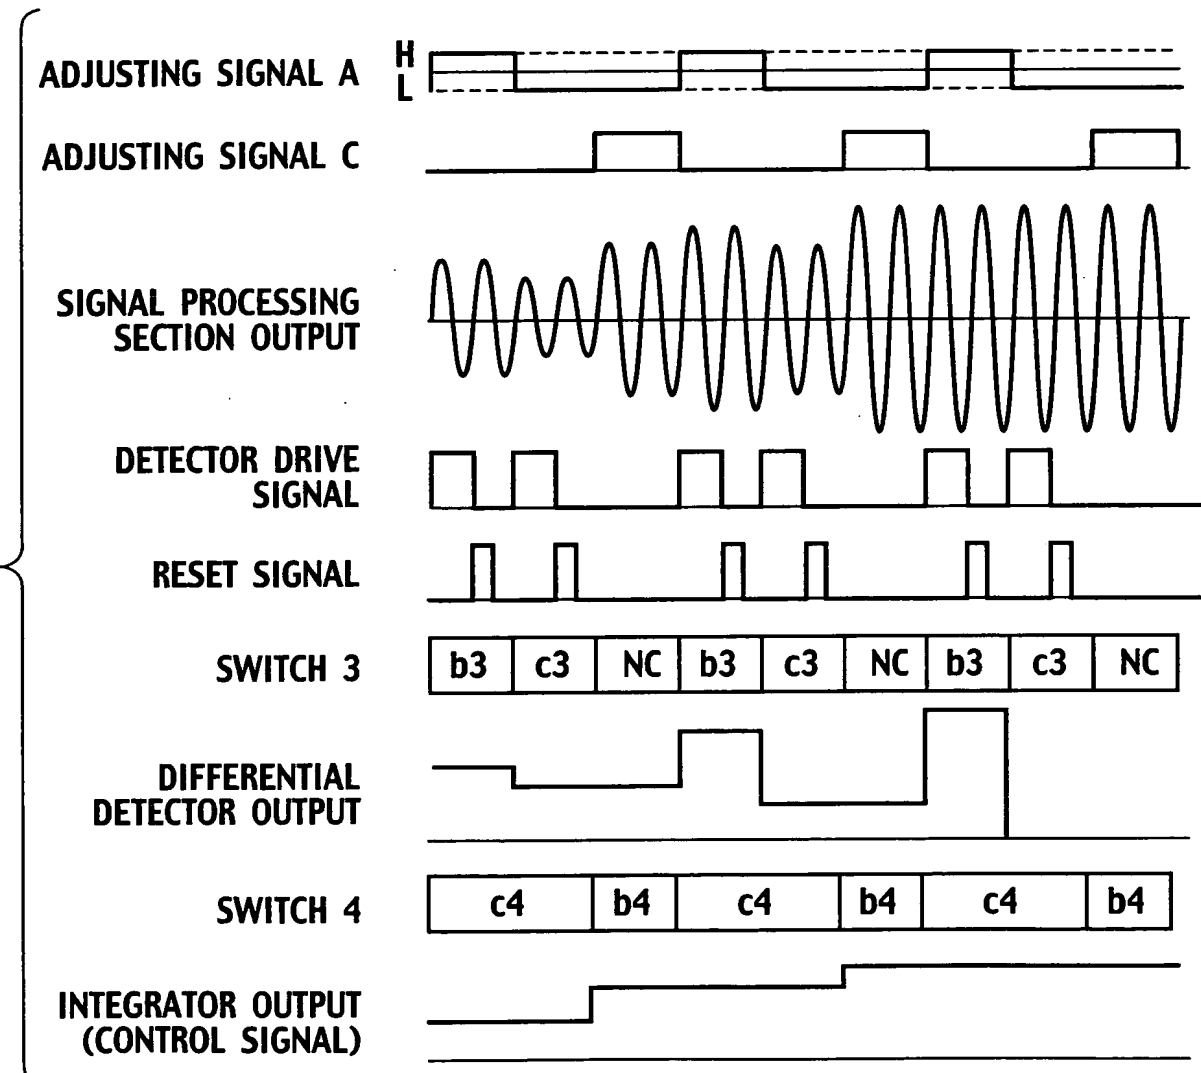 ADJUSTING SIGNAL A
H
L
ADJUSTING SIGNAL C
SIGNAL PROCESSING
SECTION OUTPUT
DETECTOR DRIVE
SIGNAL
RESET SIGNAL
SWITCH 3
b3 c3 NC b3 c3 NC b3 c3 NC
DIFFERENTIAL
DETECTOR OUTPUT
SWITCH 4
c4 b4 c4 b4 c4 b4
INTEGRATOR OUTPUT
(CONTROL SIGNAL)